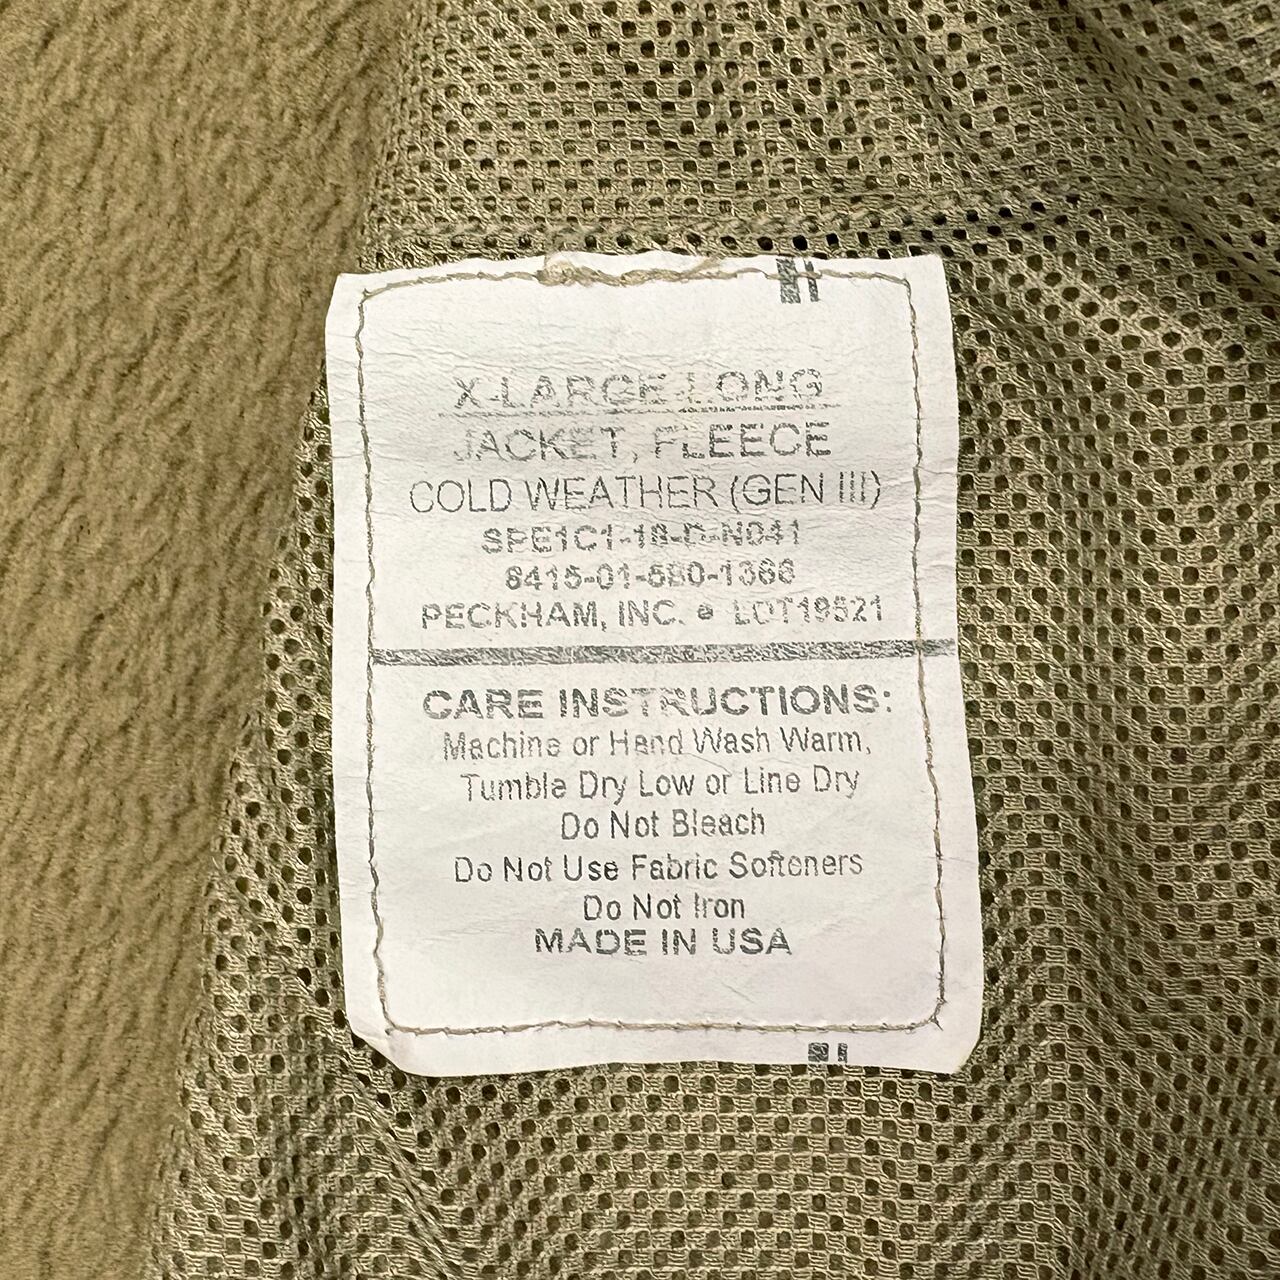 X-LARGE-LONG
JACKET, FLEECE
COLD WEATHER (GEN III)
SPE1C1-18-D-N041
8415-01-580-1366
PECKHAM, INC. ● LOT19521
CARE INSTRUCTIONS:
Machine or Hand Wash Warm,
Tumble Dry Low or Line Dry
Do Not Bleach
Do Not Use Fabric Softeners
Do Not Iron
MADE IN USA